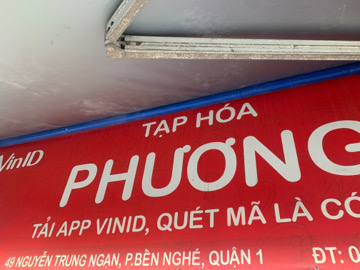 TẠP HÓA
VinID
PHƯƠNG
TẢI APP VINID, QUÉT MÃ LÀ CÓ
49 NGUYỄN TRUNG NGẠN, P.BẾN NGHÉ, QUẬN 1 ĐT: 0